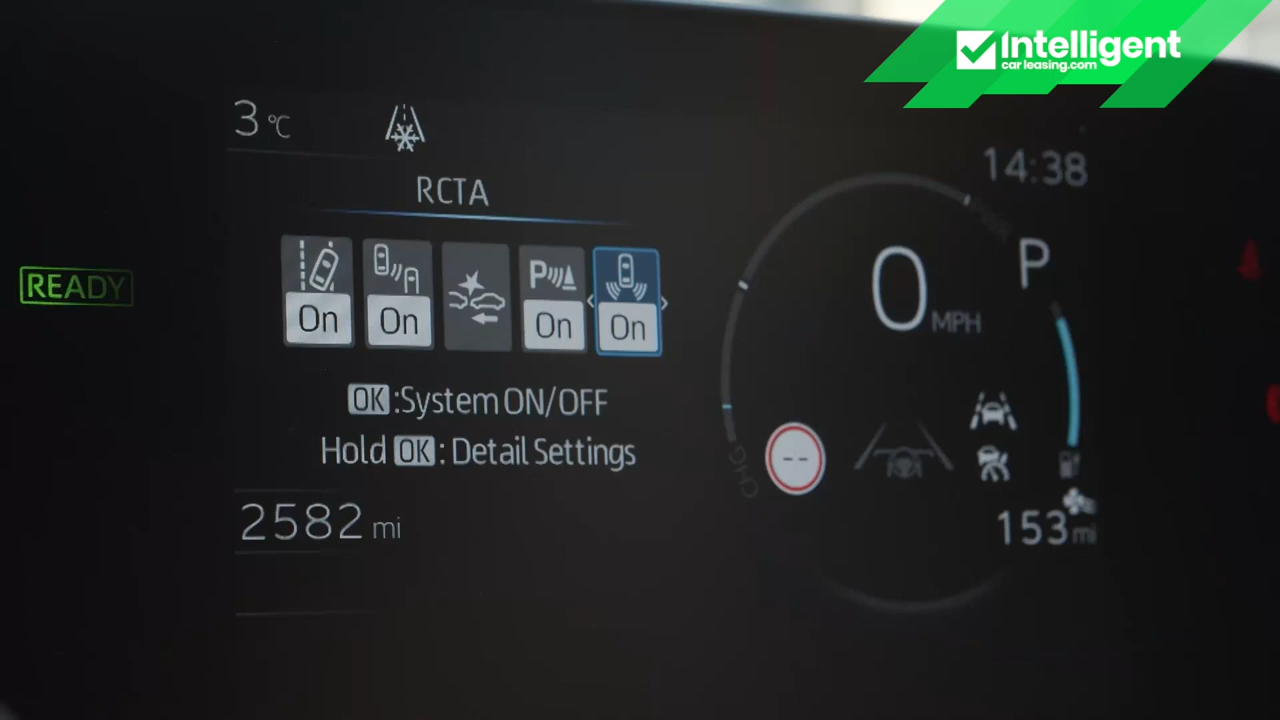 Intelligent
carleasing.com
3 °C
14:38
RCTA
P
READY
P
On
On
On
On
0 MPH
OK :System ON/OFF
Hold OK : Detail Settings
--
CHG
2582 mi
153 mi